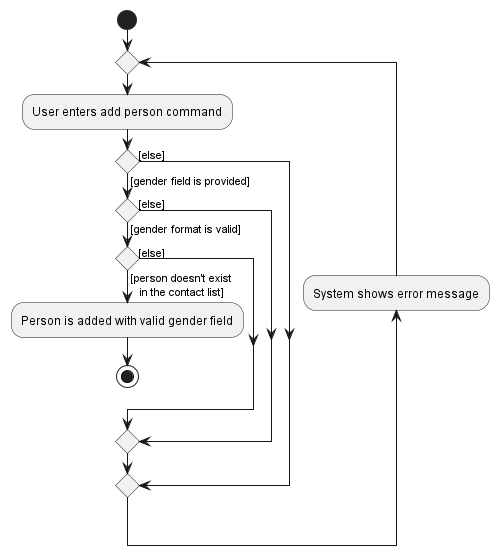 User enters add person command
[else]
[gender field is provided]
[else]
[gender format is valid]
[else]
[person doesn't exist
in the contact list]
System shows error message
Person is added with valid gender field